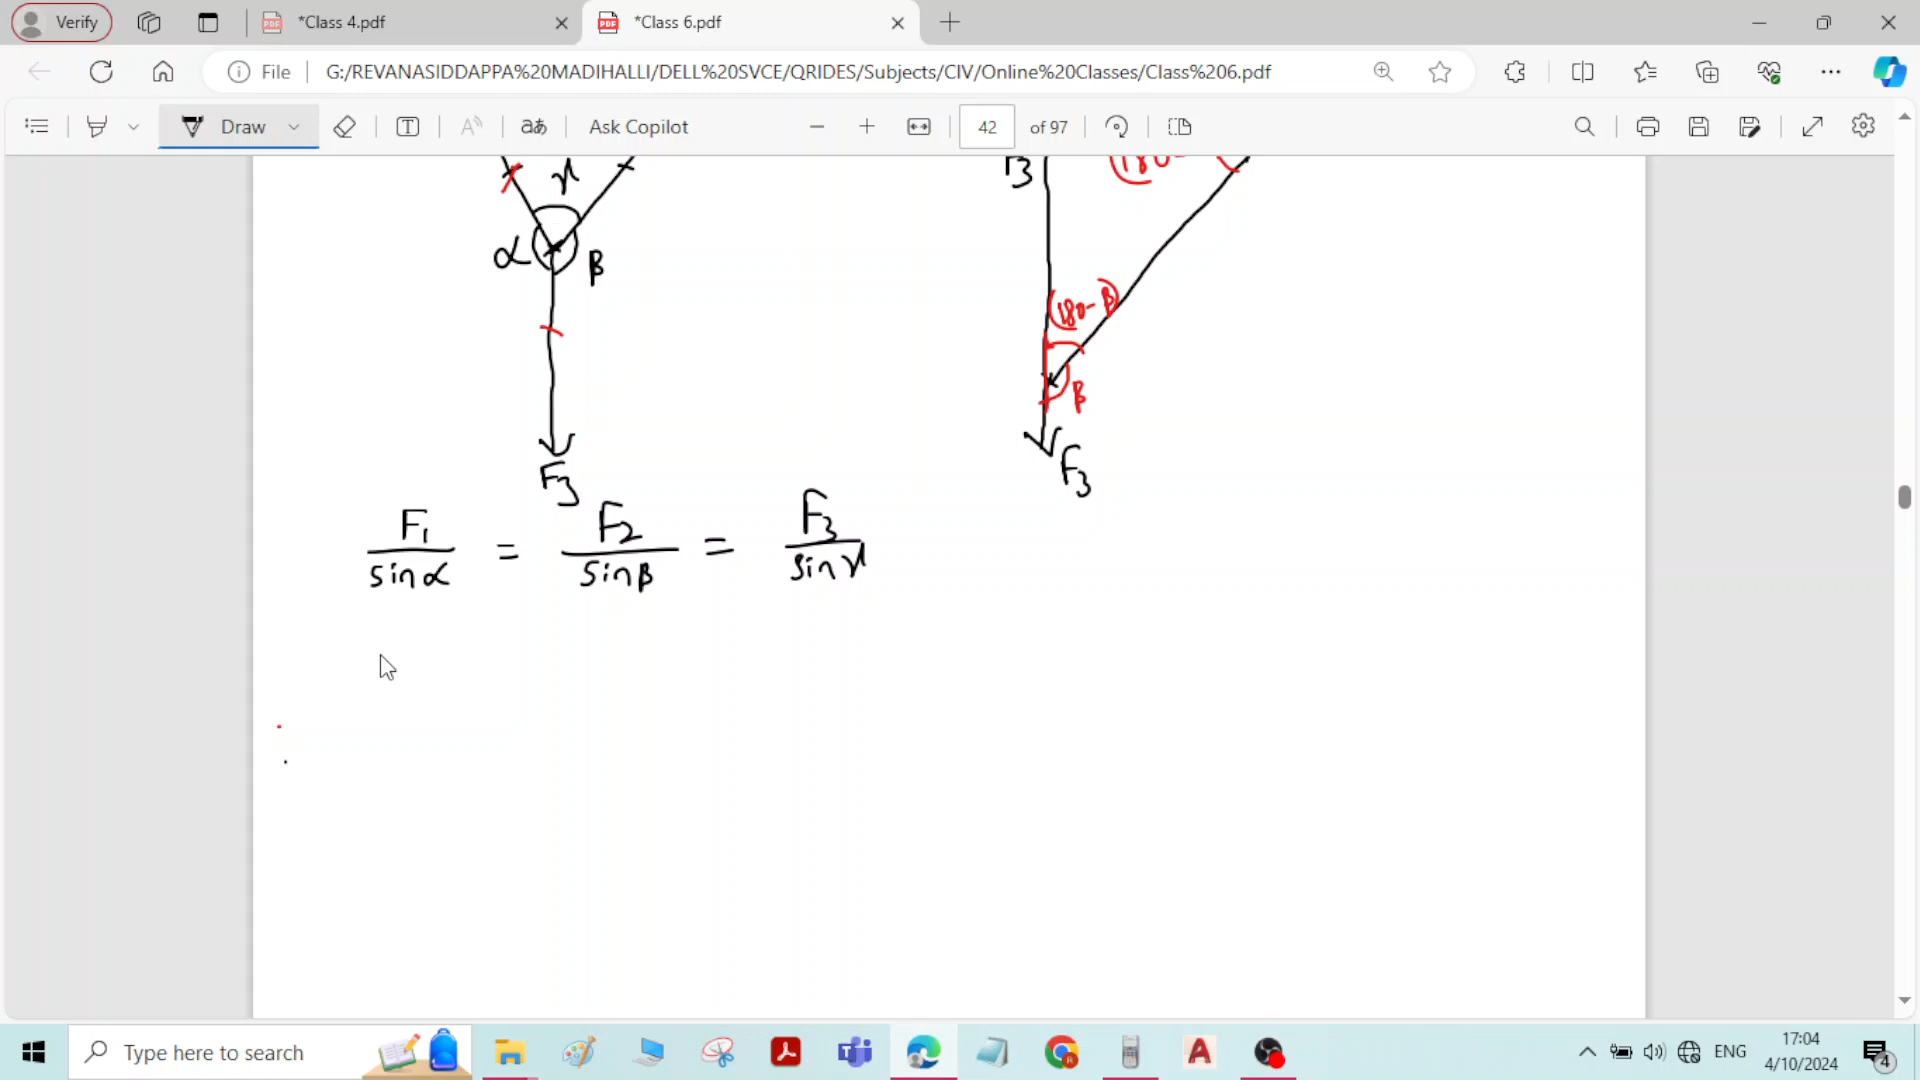 Verify
*Class 4.pdf
*Class 6.pdf
File
G:/REVANASIDDAPPA%20MADIHALLI/DELL%20SVCE/QRIDES/Subjects/CIV/Online%20Classes/Class%206.pdf
Draw
Ask Copilot
42 of 97
γ
α β
F3
(180-β)
β
F3
F3
F1/sinα = F2/sinβ = F3/sinγ
Type here to search
ENG
17:04
4/10/2024
4